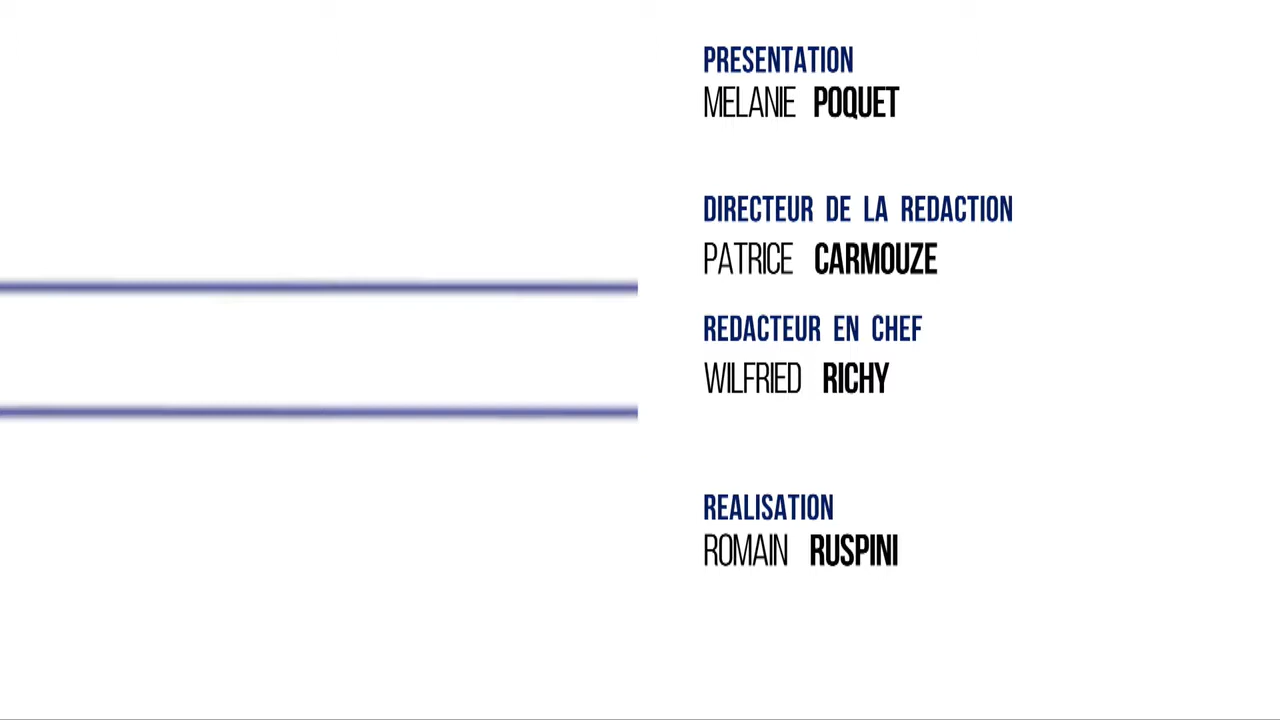 PRESENTATION
MELANIE POQUET
DIRECTEUR DE LA REDACTION
PATRICE CARMOUZE
REDACTEUR EN CHEF
WILFRIED RICHY
REALISATION
ROMAIN RUSPINI